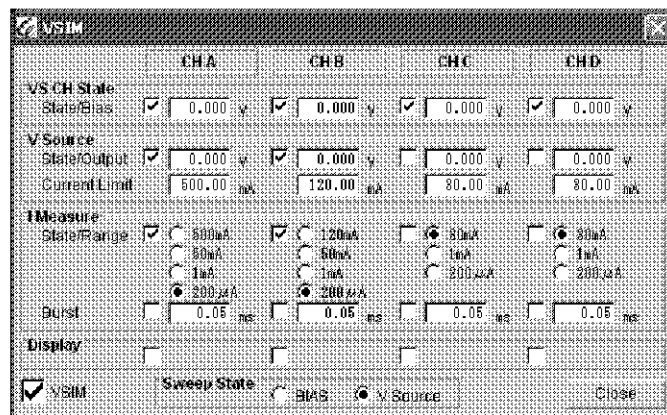 VSIM
CH A CH B CH C CH D
VS CH State
State/Bias 0.000 V 0.000 V 0.000 V 0.000 V
V Source
State/Output 0.000 V 0.000 V 0.000 V 0.000 V
Current Limit 500.00 mA 120.00 mA 80.00 mA 80.00 mA
I Measure
State/Range 500mA 120mA 80mA 80mA
50mA 50mA 1mA 1mA
1mA 1mA 200μA 200μA
200μA 200μA
Burst 0.05 ms 0.05 ms 0.05 ms 0.05 ms
Display
VSIM Sweep State BIAS V Source Close